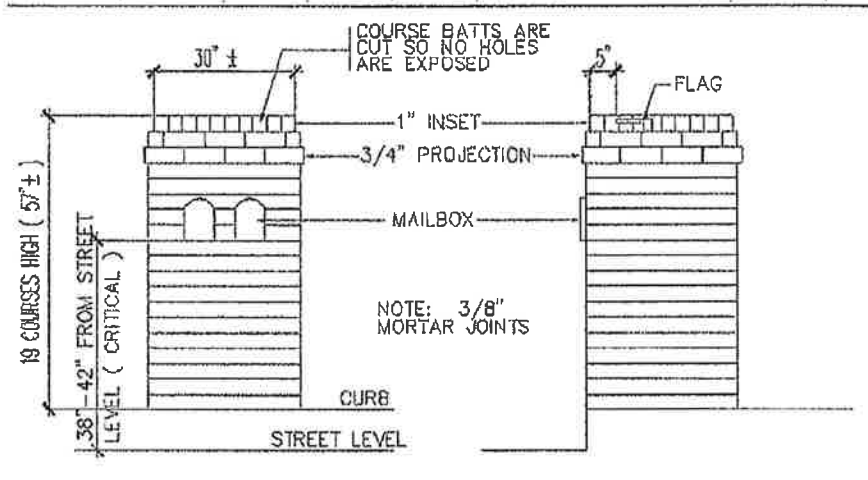 COURSE BATTS ARE
CUT SO NO HOLES
ARE EXPOSED
30" ±
5"
FLAG
1" INSET
3/4" PROJECTION
MAILBOX
19 COURSES HIGH ( 57"± )
38"-42" FROM STREET
LEVEL ( CRITICAL )
NOTE: 3/8"
MORTAR JOINTS
CURB
STREET LEVEL